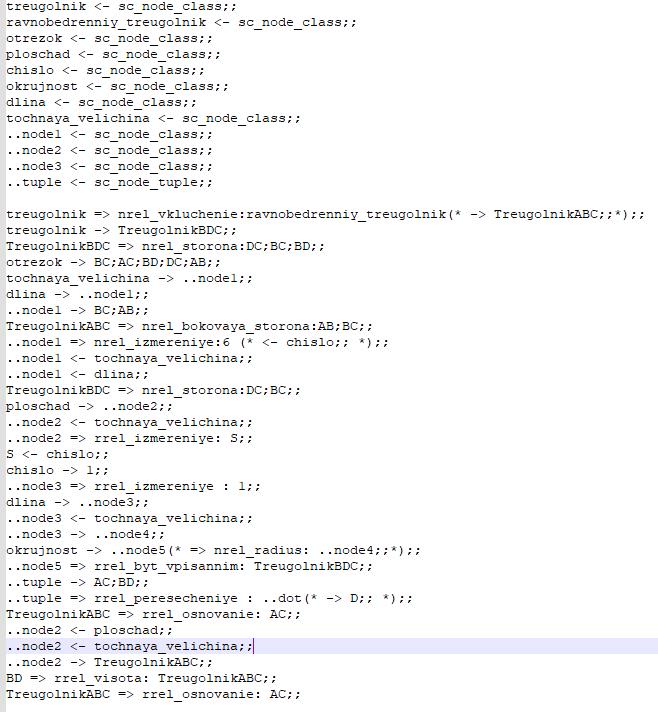 treugolnik <- sc_node_class;;
ravnobedrenniy_treugolnik <- sc_node_class;;
otrezok <- sc_node_class;;
ploschad <- sc_node_class;;
chislo <- sc_node_class;;
okrujnost <- sc_node_class;;
dlina <- sc_node_class;;
tochnaya_velichina <- sc_node_class;;
..node1 <- sc_node_class;;
..node2 <- sc_node_class;;
..node3 <- sc_node_class;;
..tuple <- sc_node_tuple;;
treugolnik => nrel_vkluchenie:ravnobedrenniy_treugolnik(* -> TreugolnikABC;;*);;
treugolnik -> TreugolnikBDC;;
TreugolnikBDC => nrel_storona:DC;BC;BD;;
otrezok -> BC;AC;BD;DC;AB;;
tochnaya_velichina -> ..node1;;
dlina -> ..node1;;
..node1 -> BC;AB;;
TreugolnikABC => nrel_bokovaya_storona:AB;BC;;
..node1 => nrel_izmereniye:6 (* <- chislo;; *);;
..node1 <- tochnaya_velichina;;
..node1 <- dlina;;
TreugolnikBDC => nrel_storona:DC;BC;;
ploschad -> ..node2;;
..node2 <- tochnaya_velichina;;
..node2 => rrel_izmereniye: S;;
S <- chislo;;
chislo -> 1;;
..node3 => rrel_izmereniye : 1;;
dlina -> ..node3;;
..node3 <- tochnaya_velichina;;
..node3 -> ..node4;;
okrujnost -> ..node5(* => nrel_radius: ..node4;;*);;
..node5 => rrel_byt_vpisannim: TreugolnikBDC;;
..tuple -> AC;BD;;
..tuple => rrel_peresecheniye : ..dot(* -> D;; *);;
TreugolnikABC => rrel_osnovanie: AC;;
..node2 <- ploschad;;
..node2 <- tochnaya_velichina;;
..node2 -> TreugolnikABC;;
BD => rrel_visota: TreugolnikABC;;
TreugolnikABC => rrel_osnovanie: AC;;